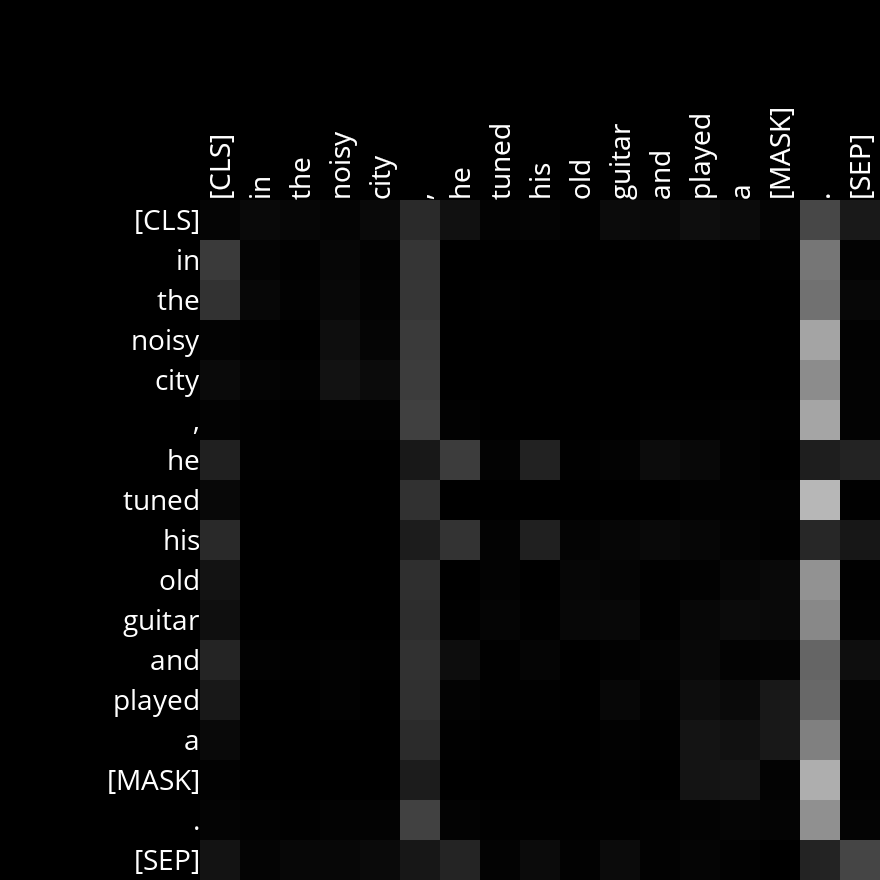 [CLS] in the noisy city , he tuned his old guitar and played a [MASK] . [SEP]
[CLS]
in
the
noisy
city
,
he
tuned
his
old
guitar
and
played
a
[MASK]
.
[SEP]